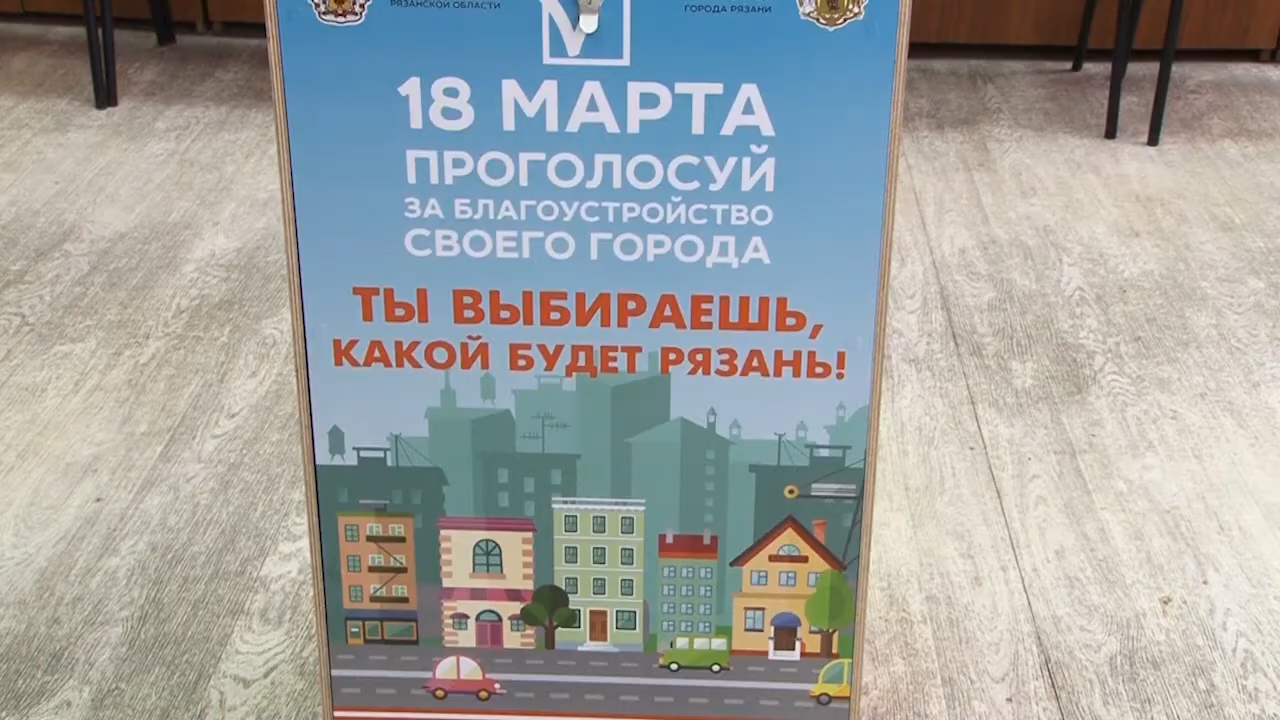 РЯЗАНСКОЙ ОБЛАСТИ
ГОРОДА РЯЗАНИ
18 МАРТА
ПРОГОЛОСУЙ
ЗА БЛАГОУСТРОЙСТВО
СВОЕГО ГОРОДА
ТЫ ВЫБИРАЕШЬ,
КАКОЙ БУДЕТ РЯЗАНЬ!